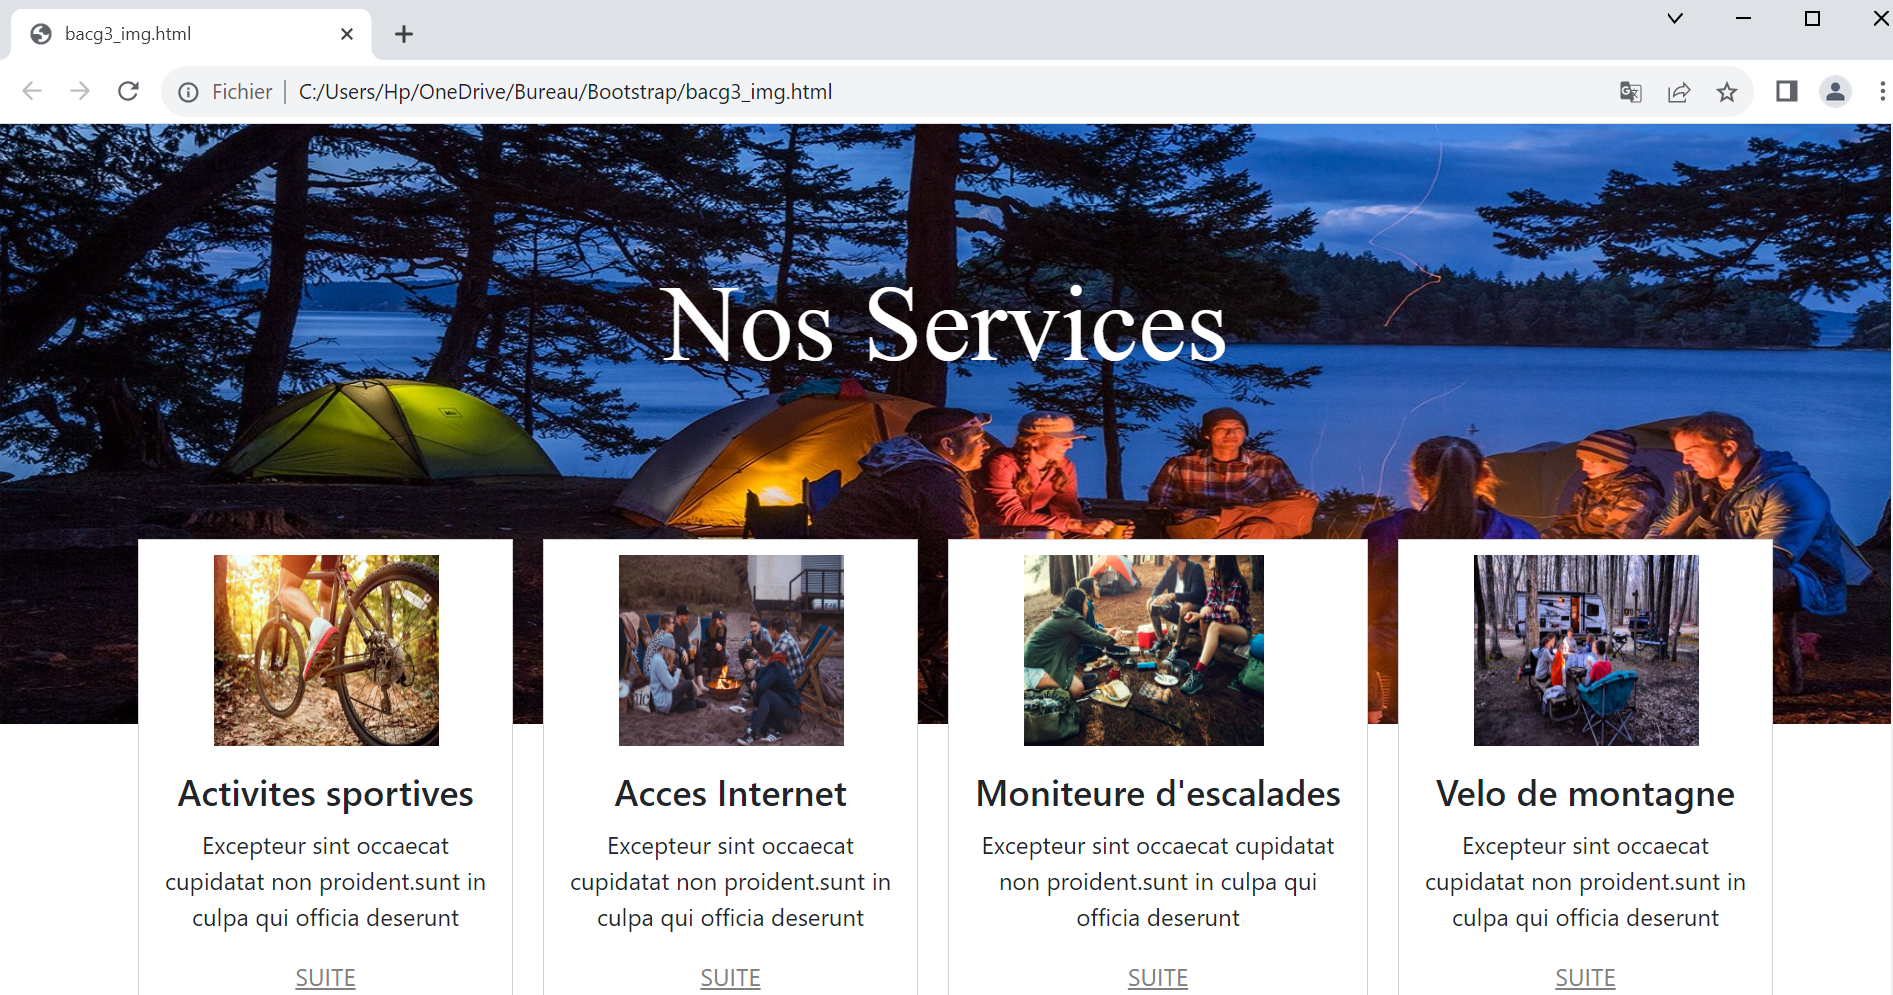 bacg3_img.html
Fichier | C:/Users/Hp/OneDrive/Bureau/Bootstrap/bacg3_img.html
Nos Services
Activites sportives
Excepteur sint occaecat
cupidatat non proident.sunt in
culpa qui officia deserunt
SUITE
Acces Internet
Excepteur sint occaecat
cupidatat non proident.sunt in
culpa qui officia deserunt
SUITE
Moniteure d'escalades
Excepteur sint occaecat cupidatat
non proident.sunt in culpa qui
officia deserunt
SUITE
Velo de montagne
Excepteur sint occaecat
cupidatat non proident.sunt in
culpa qui officia deserunt
SUITE